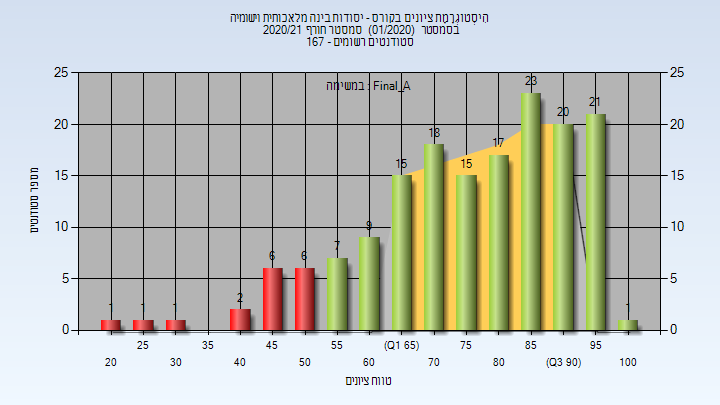 הִיסְטוֹגְרָמַת ציונים בקורס - יסודות בינה מלאכותית וישומיה
בסמסטר (01/2020) סמסטר חורף 2020/21
סטודנטים רשומים - 167
במשימה : Final_A
מספר סטודנטים
25 25
20 20
15 15
10 10
5 5
0 0
1 1 1 2 6 6 7 9 15 18 15 17 23 20 21 1
25 35 45 55 (Q1 65) 75 85 95
20 30 40 50 60 70 80 (Q3 90) 100
טווח ציונים